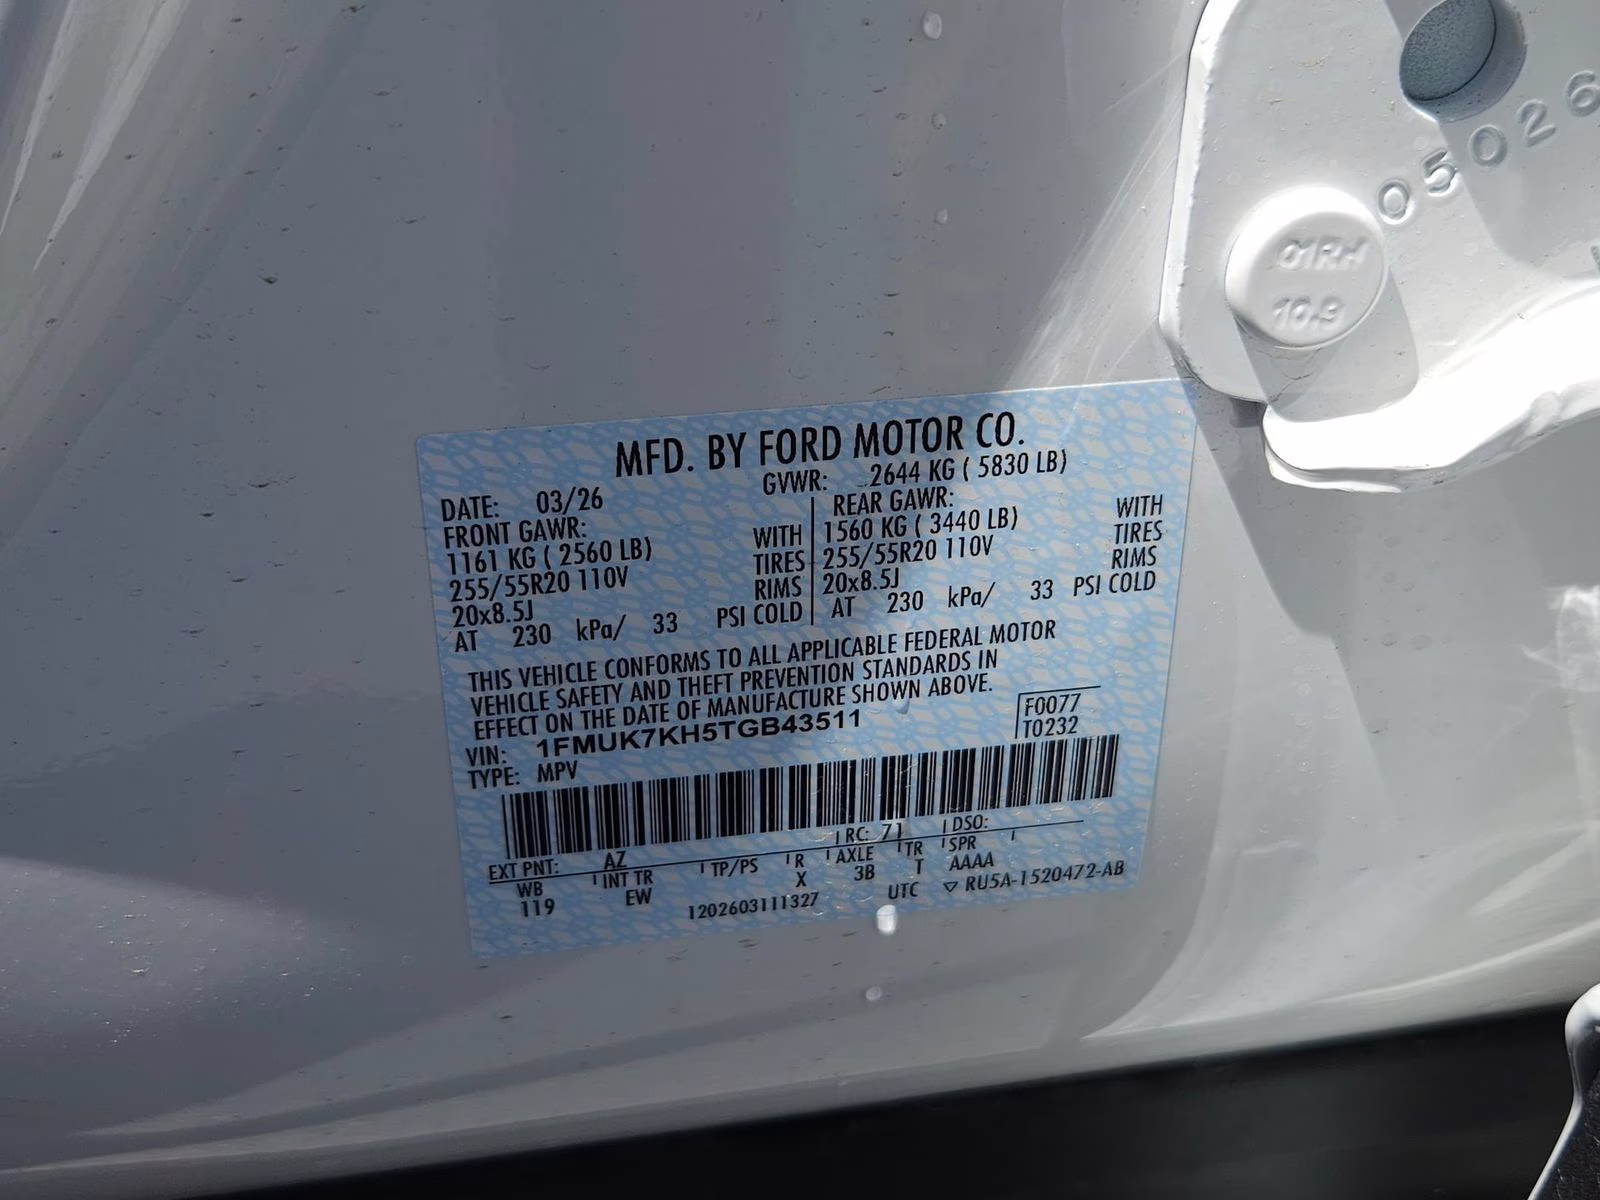 05026
01RH
10.9
MFD. BY FORD MOTOR CO.
DATE: 03/26 GVWR: 2644 KG ( 5830 LB)
FRONT GAWR: REAR GAWR:
1161 KG ( 2560 LB) WITH 1560 KG ( 3440 LB) WITH
255/55R20 110V TIRES 255/55R20 110V TIRES
20x8.5J RIMS 20x8.5J RIMS
AT 230 kPa/ 33 PSI COLD AT 230 kPa/ 33 PSI COLD
THIS VEHICLE CONFORMS TO ALL APPLICABLE FEDERAL MOTOR
VEHICLE SAFETY AND THEFT PREVENTION STANDARDS IN
EFFECT ON THE DATE OF MANUFACTURE SHOWN ABOVE.
VIN: 1FMUK7KH5TGB43511 F0077
TYPE: MPV T0232
EXT PNT: AZ RC: 71 DSO:
WB INT TR TP/PS R AXLE TR SPR
119 EW X 3B T AAAA
1202603111327 UTC ▽ RU5A-1520472-AB